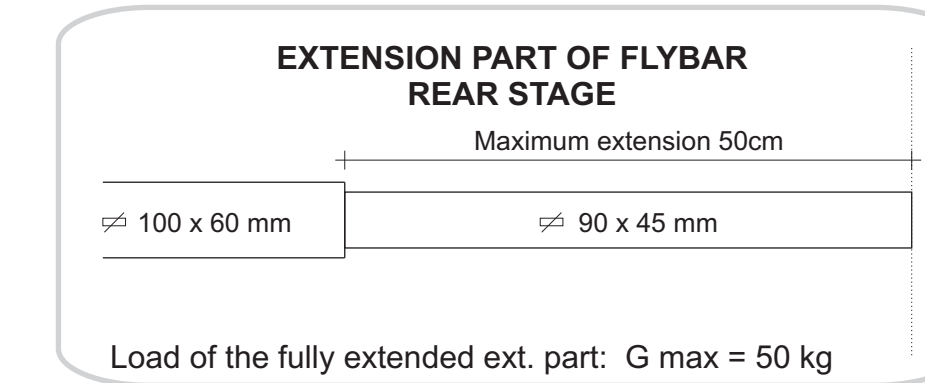 EXTENSION PART OF FLYBAR
REAR STAGE
Maximum extension 50cm
100 x 60 mm
90 x 45 mm
Load of the fully extended ext. part: G max = 50 kg